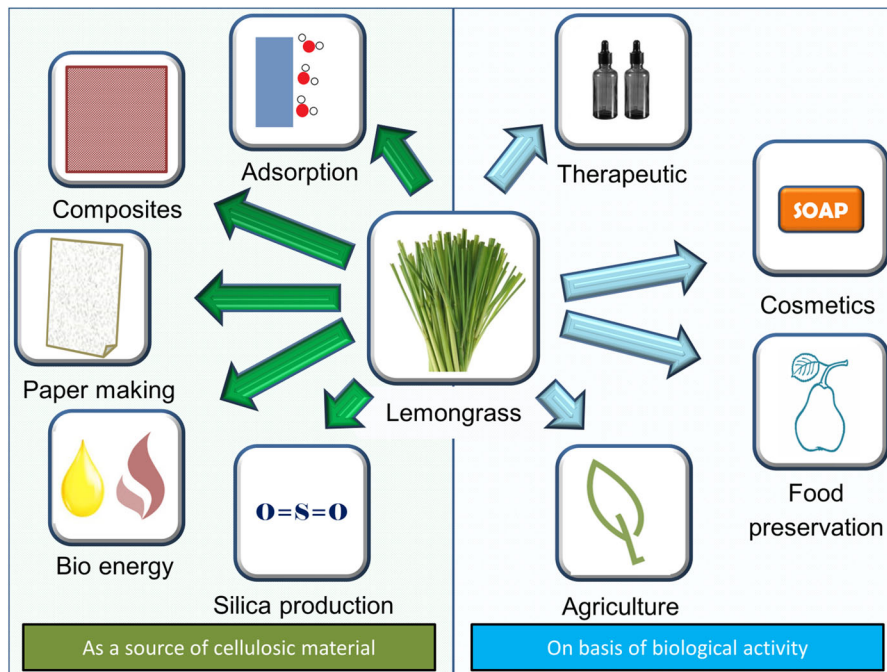 Adsorption
Therapeutic
Composites
SOAP
Cosmetics
Paper making
Lemongrass
Bio energy
O=S=O
Silica production
Agriculture
Food
preservation
As a source of cellulosic material
On basis of biological activity